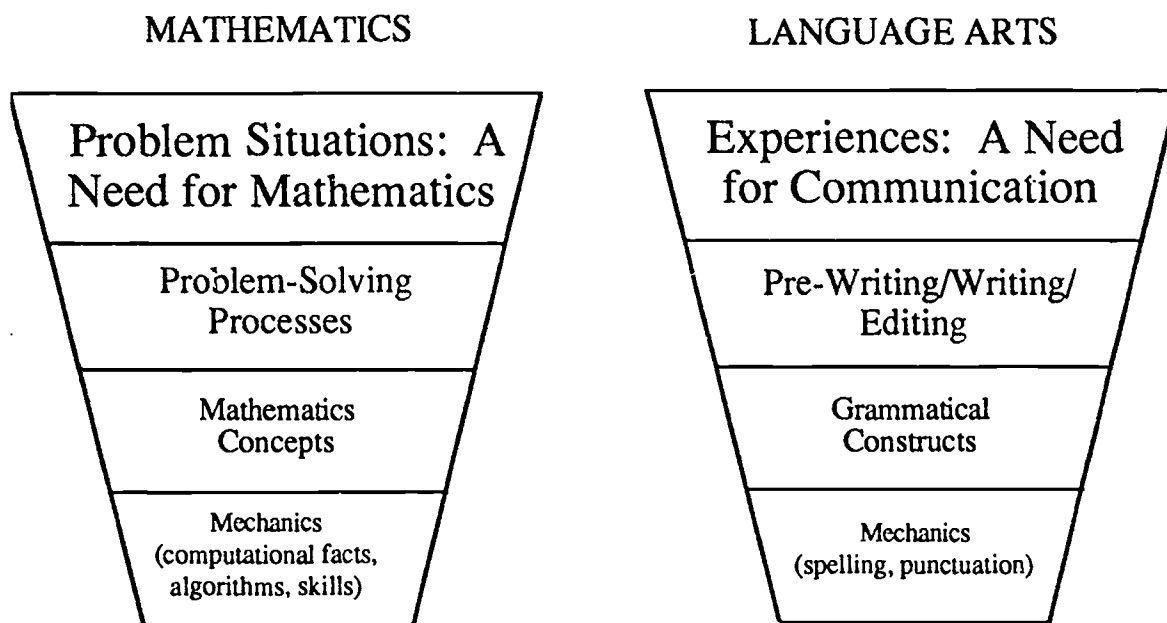 MATHEMATICS
Problem Situations: A
Need for Mathematics
Problem-Solving
Processes
Mathematics
Concepts
Mechanics
(computational facts,
algorithms, skills)
LANGUAGE ARTS
Experiences: A Need
for Communication
Pre-Writing/Writing/
Editing
Grammatical
Constructs
Mechanics
(spelling, punctuation)